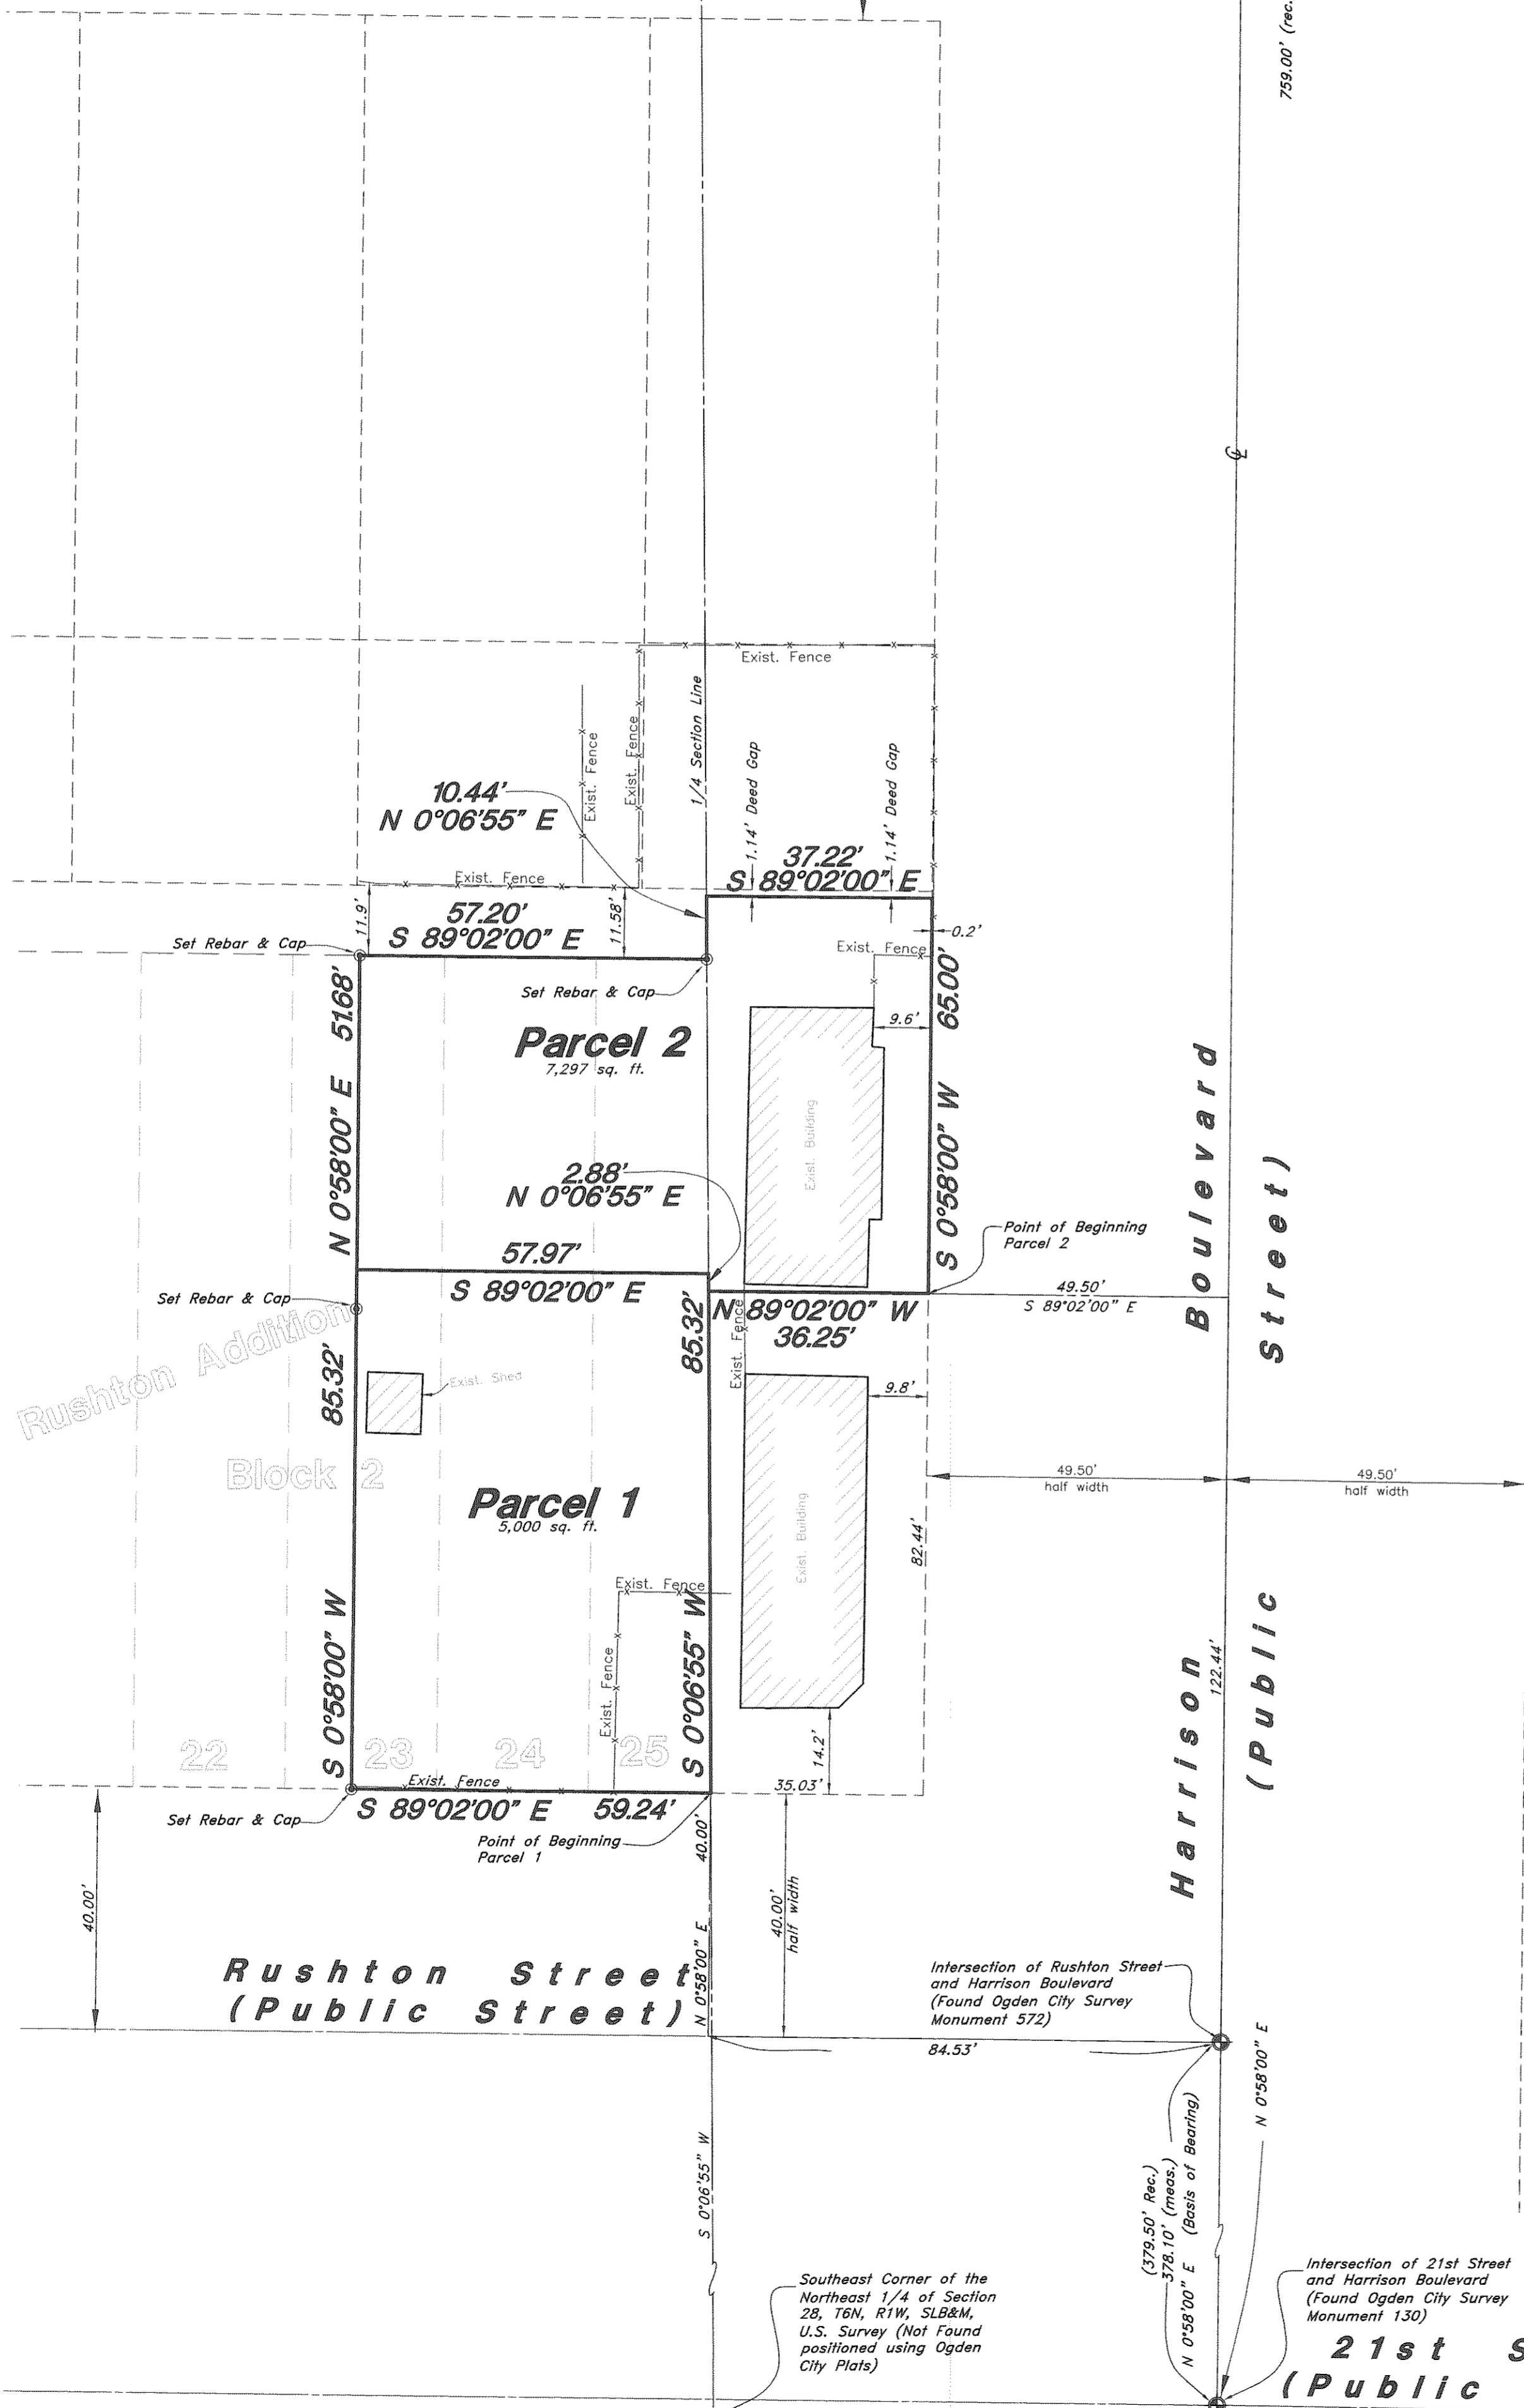 759.00' (rec.
℄
Exist. Fence
1/4 Section Line
Exist. Fence
Exist. Fence
1.14' Deed Gap
1.14' Deed Gap
10.44'
N 0°06'55" E
37.22'
S 89°02'00" E
Exist. Fence
11.9'
57.20'
S 89°02'00" E
11.58'
Set Rebar & Cap
0.2'
Exist. Fence
Set Rebar & Cap
9.6'
65.00'
S 0°58'00" W
51.68'
N 0°58'00" E
Parcel 2
7,297 sq. ft.
Exist. Building
2.88'
N 0°06'55" E
Point of Beginning
Parcel 2
57.97'
S 89°02'00" E
49.50'
S 89°02'00" E
N 89°02'00" W
36.25'
Set Rebar & Cap
Rushton Addition
85.32'
85.32'
Exist. Fence
Exist. Shed
9.8'
Block 2
49.50'
half width
49.50'
half width
Parcel 1
5,000 sq. ft.
Exist. Building
82.44'
Exist. Fence
Exist. Fence
S 0°58'00" W
S 0°06'55" W
14.2'
122.44'
Harrison Boulevard
(Public Street)
22
23
24
25
Exist. Fence
35.03'
S 89°02'00" E 59.24'
Set Rebar & Cap
Point of Beginning
Parcel 1
40.00'
40.00'
N 0°58'00" E
40.00'
half width
Rushton Street
(Public Street)
Intersection of Rushton Street
and Harrison Boulevard
(Found Ogden City Survey
Monument 572)
84.53'
N 0°58'00" E
S 0°06'55" W
(379.50' Rec.)
378.10' (meas.)
N 0°58'00" E (Basis of Bearing)
Southeast Corner of the
Northeast 1/4 of Section
28, T6N, R1W, SLB&M,
U.S. Survey (Not Found
positioned using Ogden
City Plats)
Intersection of 21st Street
and Harrison Boulevard
(Found Ogden City Survey
Monument 130)
21st S
(Public